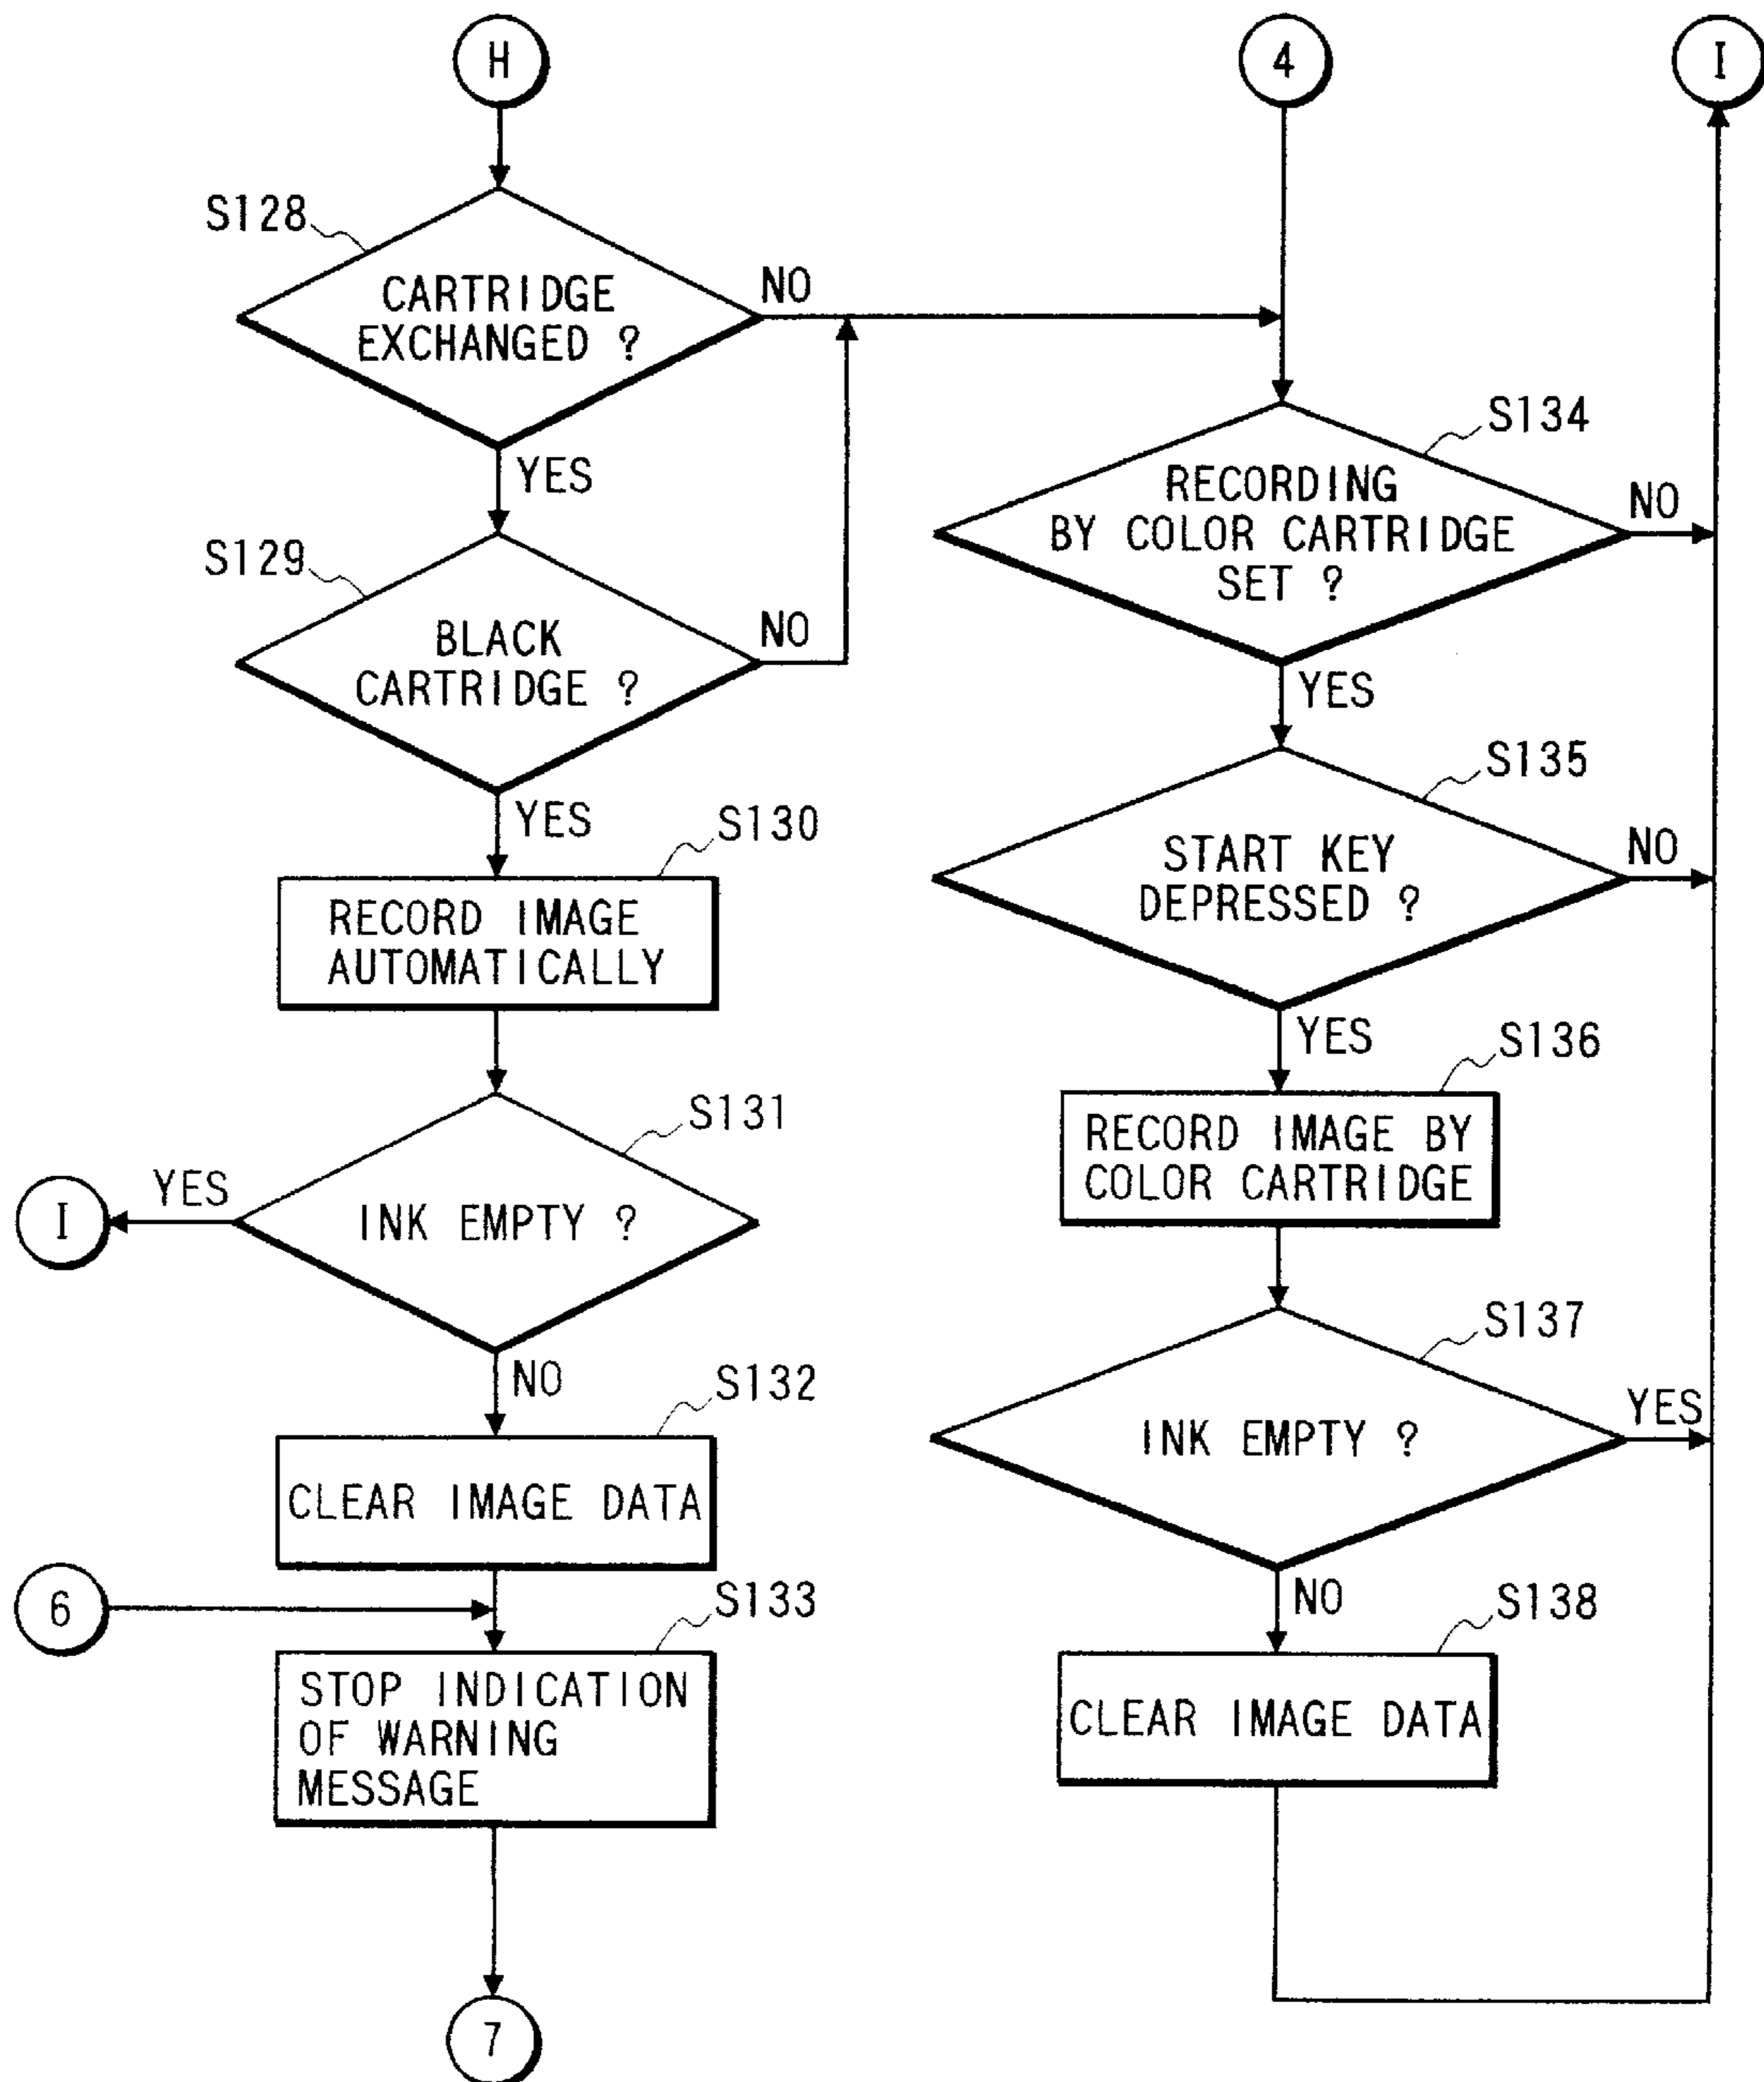 H
S128
CARTRIDGE
EXCHANGED ?
NO
YES
S129
BLACK
CARTRIDGE ?
NO
YES
S130
RECORD IMAGE
AUTOMATICALLY
S131
INK EMPTY ?
YES
I
NO
S132
CLEAR IMAGE DATA
6
S133
STOP INDICATION
OF WARNING
MESSAGE
7
4
I
S134
RECORDING
BY COLOR CARTRIDGE
SET ?
NO
YES
S135
START KEY
DEPRESSED ?
NO
YES
S136
RECORD IMAGE BY
COLOR CARTRIDGE
S137
INK EMPTY ?
YES
NO
S138
CLEAR IMAGE DATA